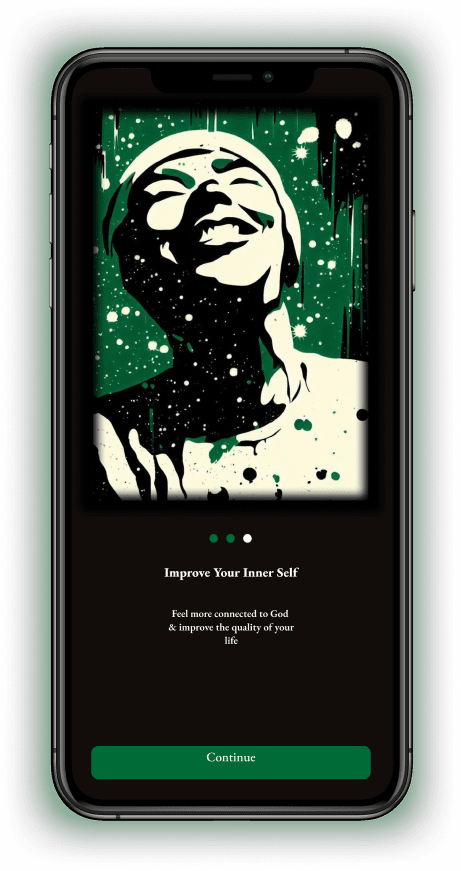 Improve Your Inner Self
Feel more connected to God
& improve the quality of your
life
Continue